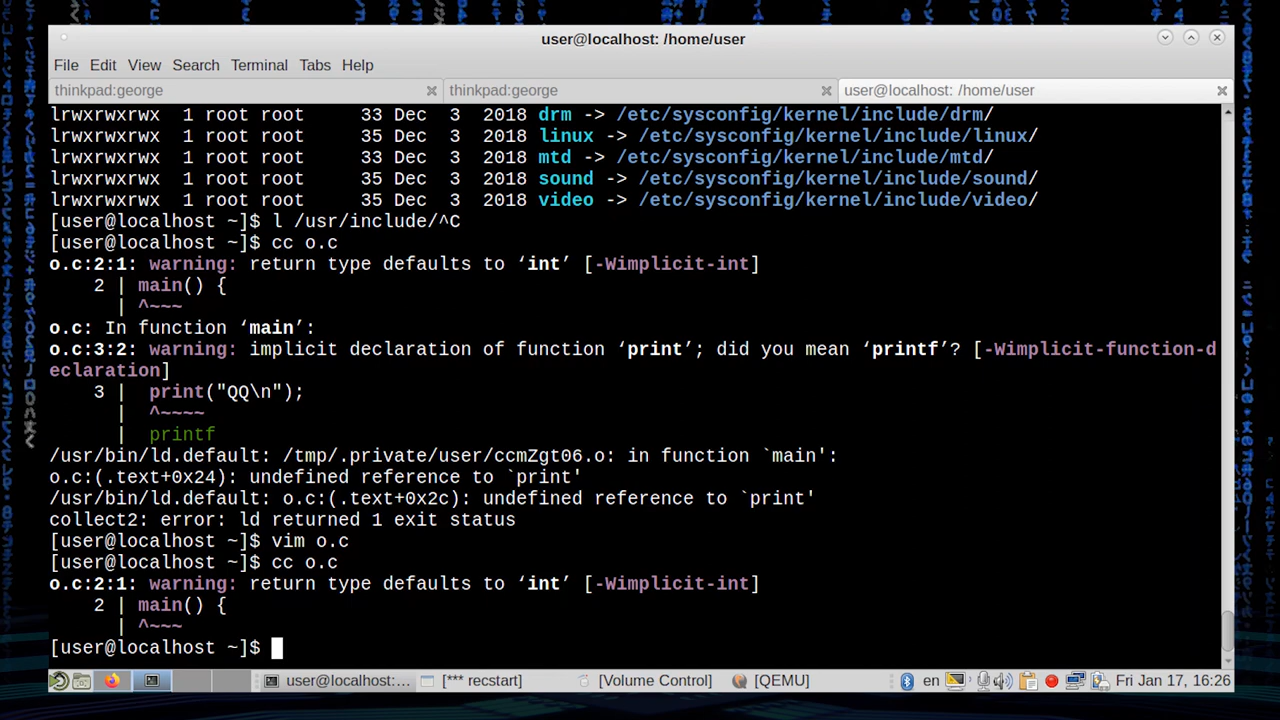 user@localhost: /home/user
File Edit View Search Terminal Tabs Help
thinkpad:george thinkpad:george user@localhost: /home/user
lrwxrwxrwx 1 root root 33 Dec 3 2018 drm -> /etc/sysconfig/kernel/include/drm/
lrwxrwxrwx 1 root root 35 Dec 3 2018 linux -> /etc/sysconfig/kernel/include/linux/
lrwxrwxrwx 1 root root 33 Dec 3 2018 mtd -> /etc/sysconfig/kernel/include/mtd/
lrwxrwxrwx 1 root root 35 Dec 3 2018 sound -> /etc/sysconfig/kernel/include/sound/
lrwxrwxrwx 1 root root 35 Dec 3 2018 video -> /etc/sysconfig/kernel/include/video/
[user@localhost ~]$ l /usr/include/^C
[user@localhost ~]$ cc o.c
o.c:2:1: warning: return type defaults to ‘int’ [-Wimplicit-int]
2 | main() {
| ^~~~
o.c: In function ‘main’:
o.c:3:2: warning: implicit declaration of function ‘print’; did you mean ‘printf’? [-Wimplicit-function-d
eclaration]
3 | print("QQ\n");
| ^~~~~
| printf
/usr/bin/ld.default: /tmp/.private/user/ccmZgt06.o: in function `main':
o.c:(.text+0x24): undefined reference to `print'
/usr/bin/ld.default: o.c:(.text+0x2c): undefined reference to `print'
collect2: error: ld returned 1 exit status
[user@localhost ~]$ vim o.c
[user@localhost ~]$ cc o.c
o.c:2:1: warning: return type defaults to ‘int’ [-Wimplicit-int]
2 | main() {
| ^~~~
[user@localhost ~]$
user@localhost:... [*** recstart] [Volume Control] [QEMU] en Fri Jan 17, 16:26